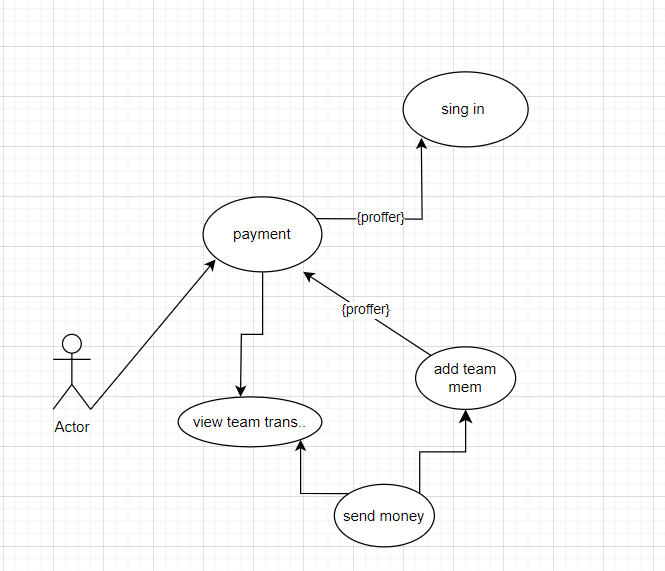 sing in
{proffer}
payment
{proffer}
add team
mem
view team trans..
Actor
send money